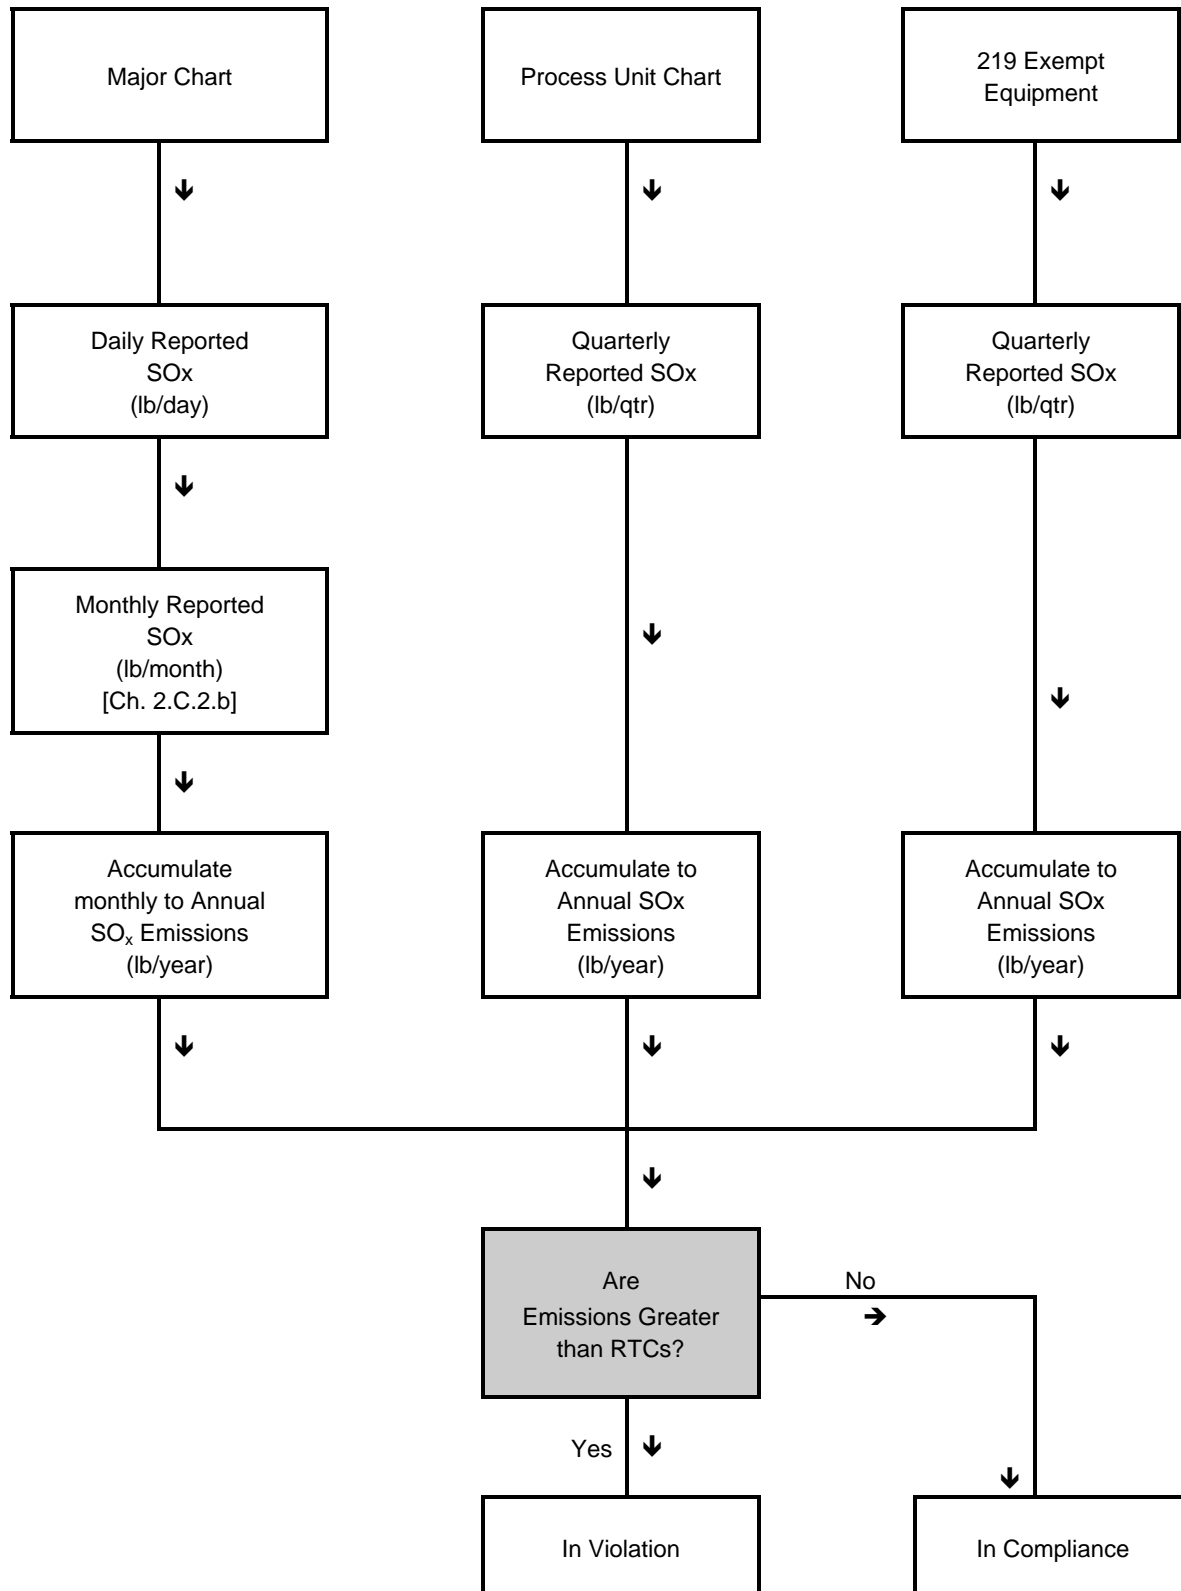 Major Chart
Process Unit Chart
219 Exempt
Equipment
Daily Reported
SOx
(lb/day)
Quarterly
Reported SOx
(lb/qtr)
Quarterly
Reported SOx
(lb/qtr)
Monthly Reported
SOx
(lb/month)
[Ch. 2.C.2.b]
Accumulate
monthly to Annual
SOₓ Emissions
(lb/year)
Accumulate to
Annual SOx
Emissions
(lb/year)
Accumulate to
Annual SOx
Emissions
(lb/year)
Are
Emissions Greater
than RTCs?
No
Yes
In Violation
In Compliance